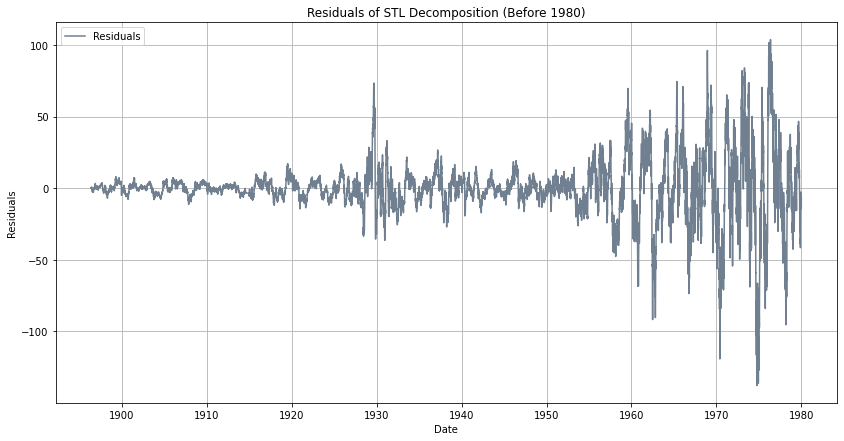 Residuals of STL Decomposition (Before 1980)
Residuals
100
50
0
−50
−100
Residuals
1900 1910 1920 1930 1940 1950 1960 1970 1980
Date